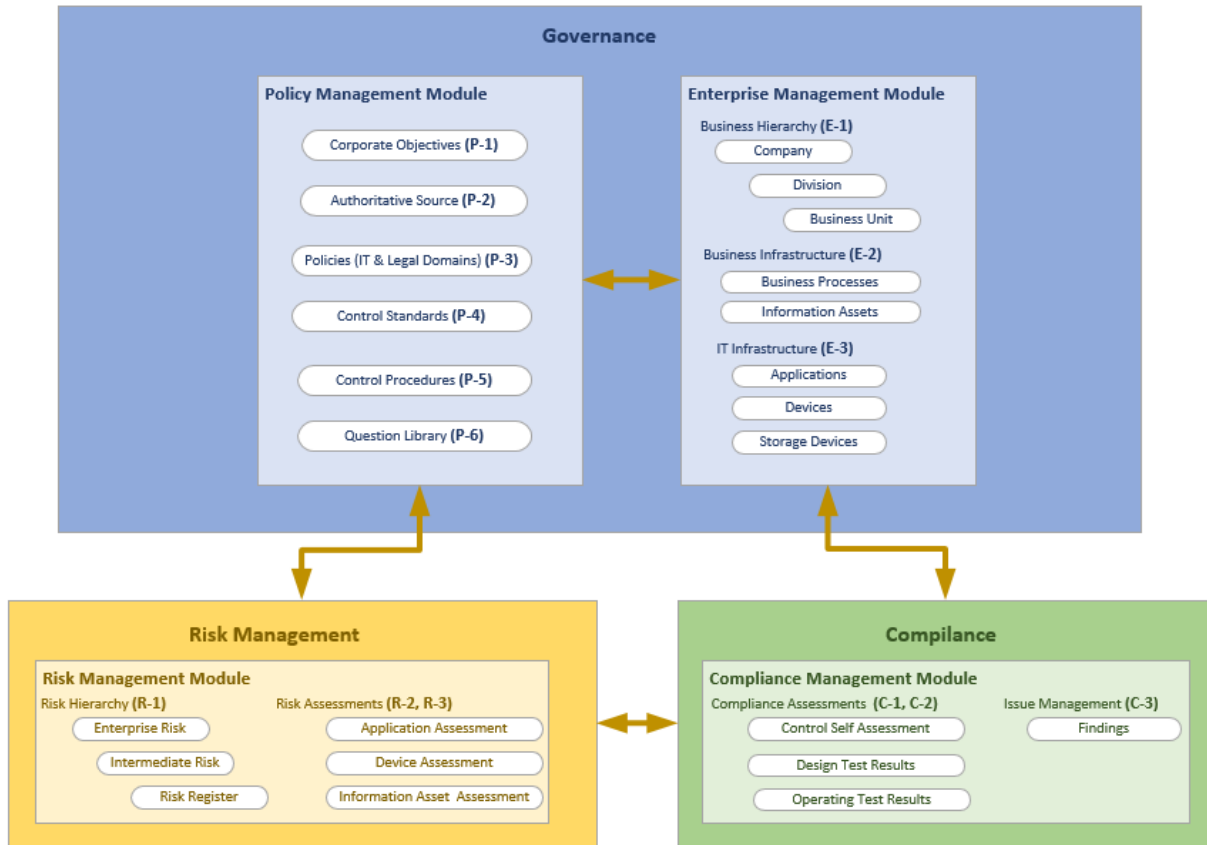 Governance
Policy Management Module
Corporate Objectives (P-1)
Authoritative Source (P-2)
Policies (IT & Legal Domains) (P-3)
Control Standards (P-4)
Control Procedures (P-5)
Question Library (P-6)
Enterprise Management Module
Business Hierarchy (E-1)
Company
Division
Business Unit
Business Infrastructure (E-2)
Business Processes
Information Assets
IT Infrastructure (E-3)
Applications
Devices
Storage Devices
Risk Management
Risk Management Module
Risk Hierarchy (R-1)
Enterprise Risk
Intermediate Risk
Risk Register
Risk Assessments (R-2, R-3)
Application Assessment
Device Assessment
Information Asset Assessment
Compilance
Compliance Management Module
Compliance Assessments (C-1, C-2)
Control Self Assessment
Design Test Results
Operating Test Results
Issue Management (C-3)
Findings